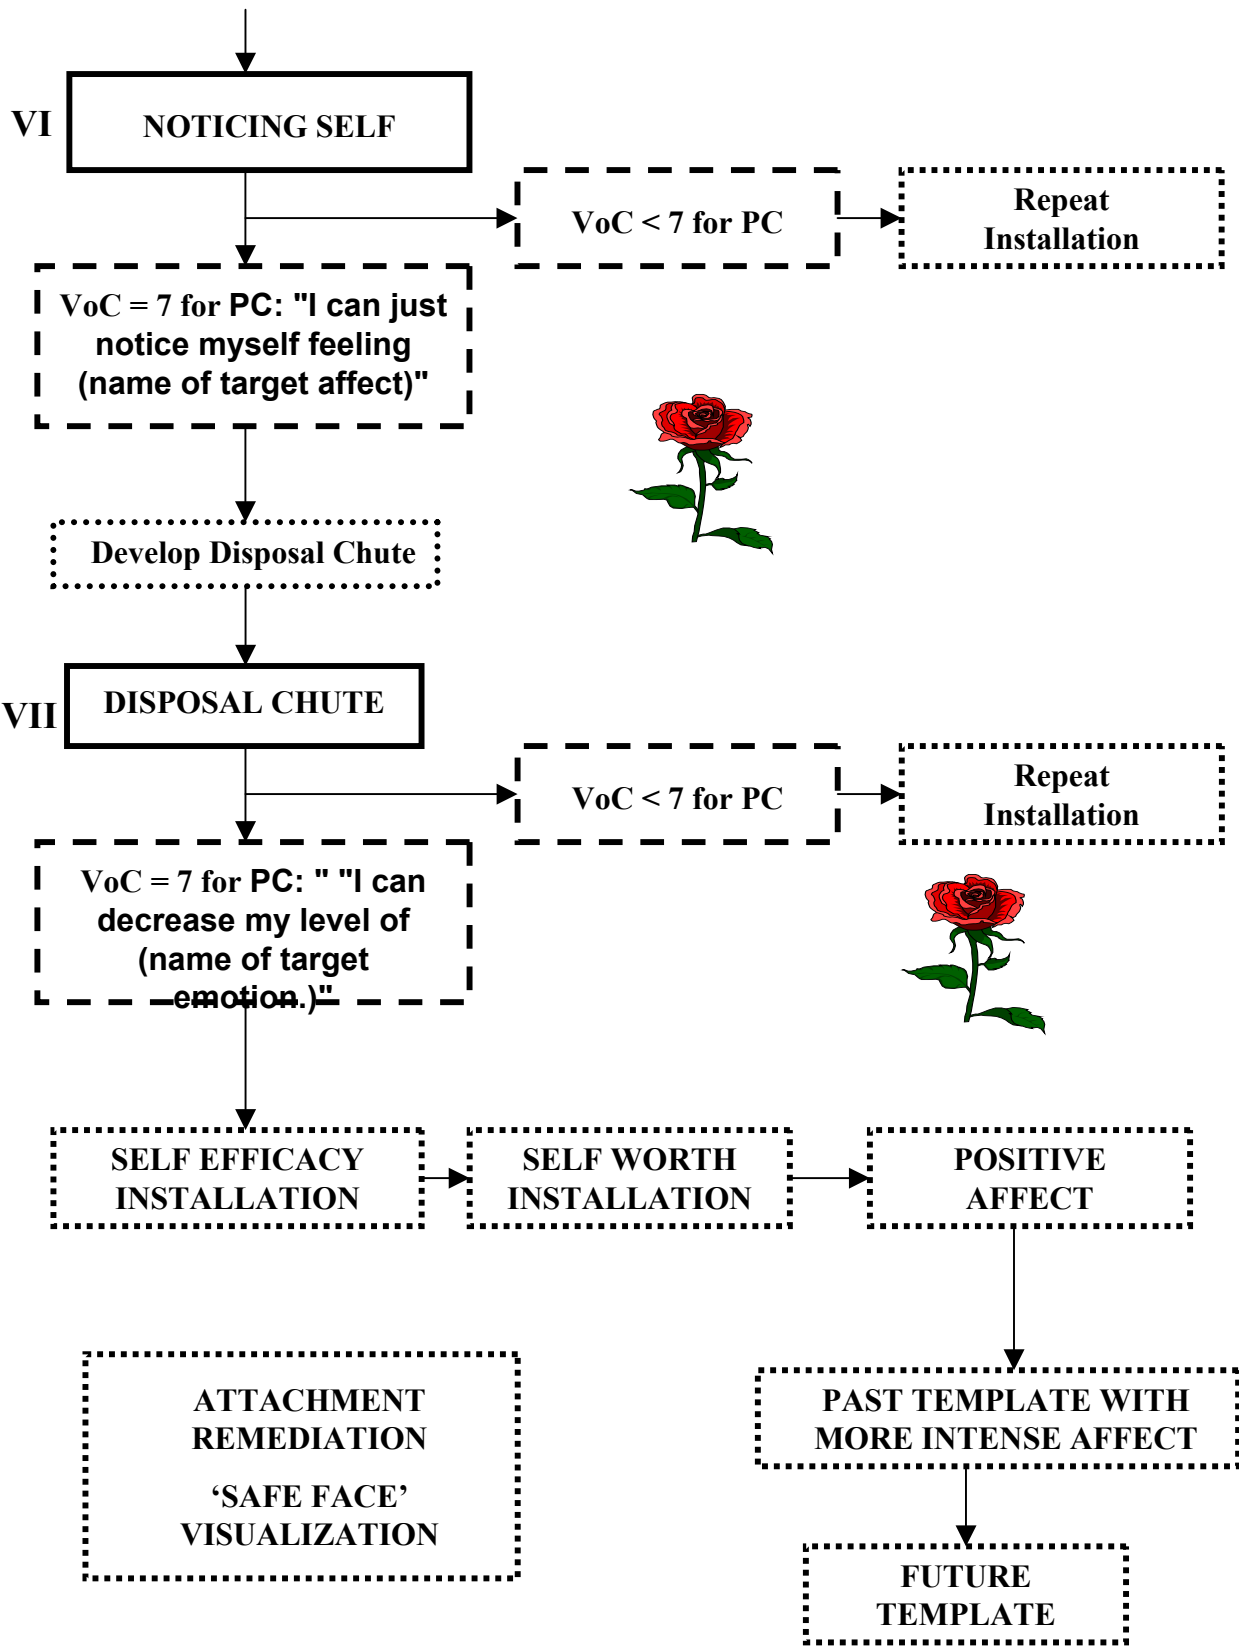 VI
NOTICING SELF
VoC < 7 for PC
Repeat
Installation
VoC = 7 for PC: "I can just
notice myself feeling
(name of target affect)"
Develop Disposal Chute
VII
DISPOSAL CHUTE
VoC < 7 for PC
Repeat
Installation
VoC = 7 for PC: " "I can
decrease my level of
(name of target
emotion.)"
SELF EFFICACY
INSTALLATION
SELF WORTH
INSTALLATION
POSITIVE
AFFECT
ATTACHMENT
REMEDIATION
‘SAFE FACE’
VISUALIZATION
PAST TEMPLATE WITH
MORE INTENSE AFFECT
FUTURE
TEMPLATE